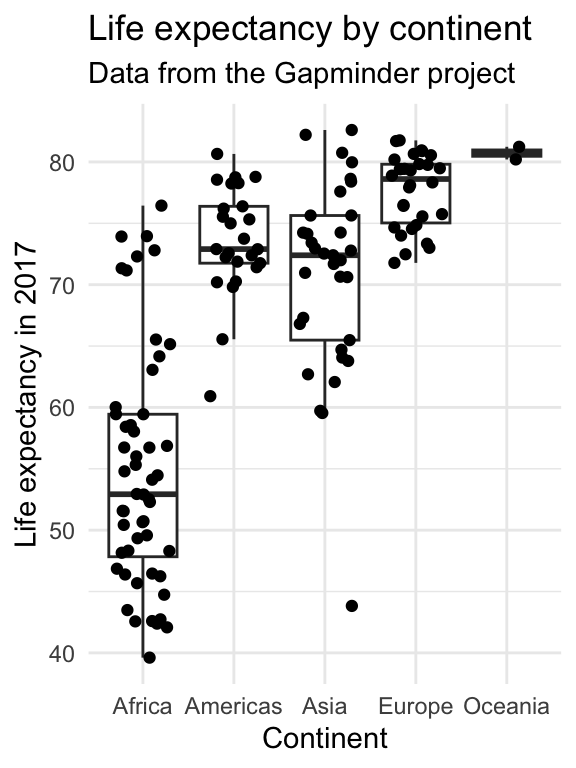 Life expectancy by continent
Data from the Gapminder project
Life expectancy in 2017
80
70
60
50
40
Africa Americas Asia Europe Oceania
Continent